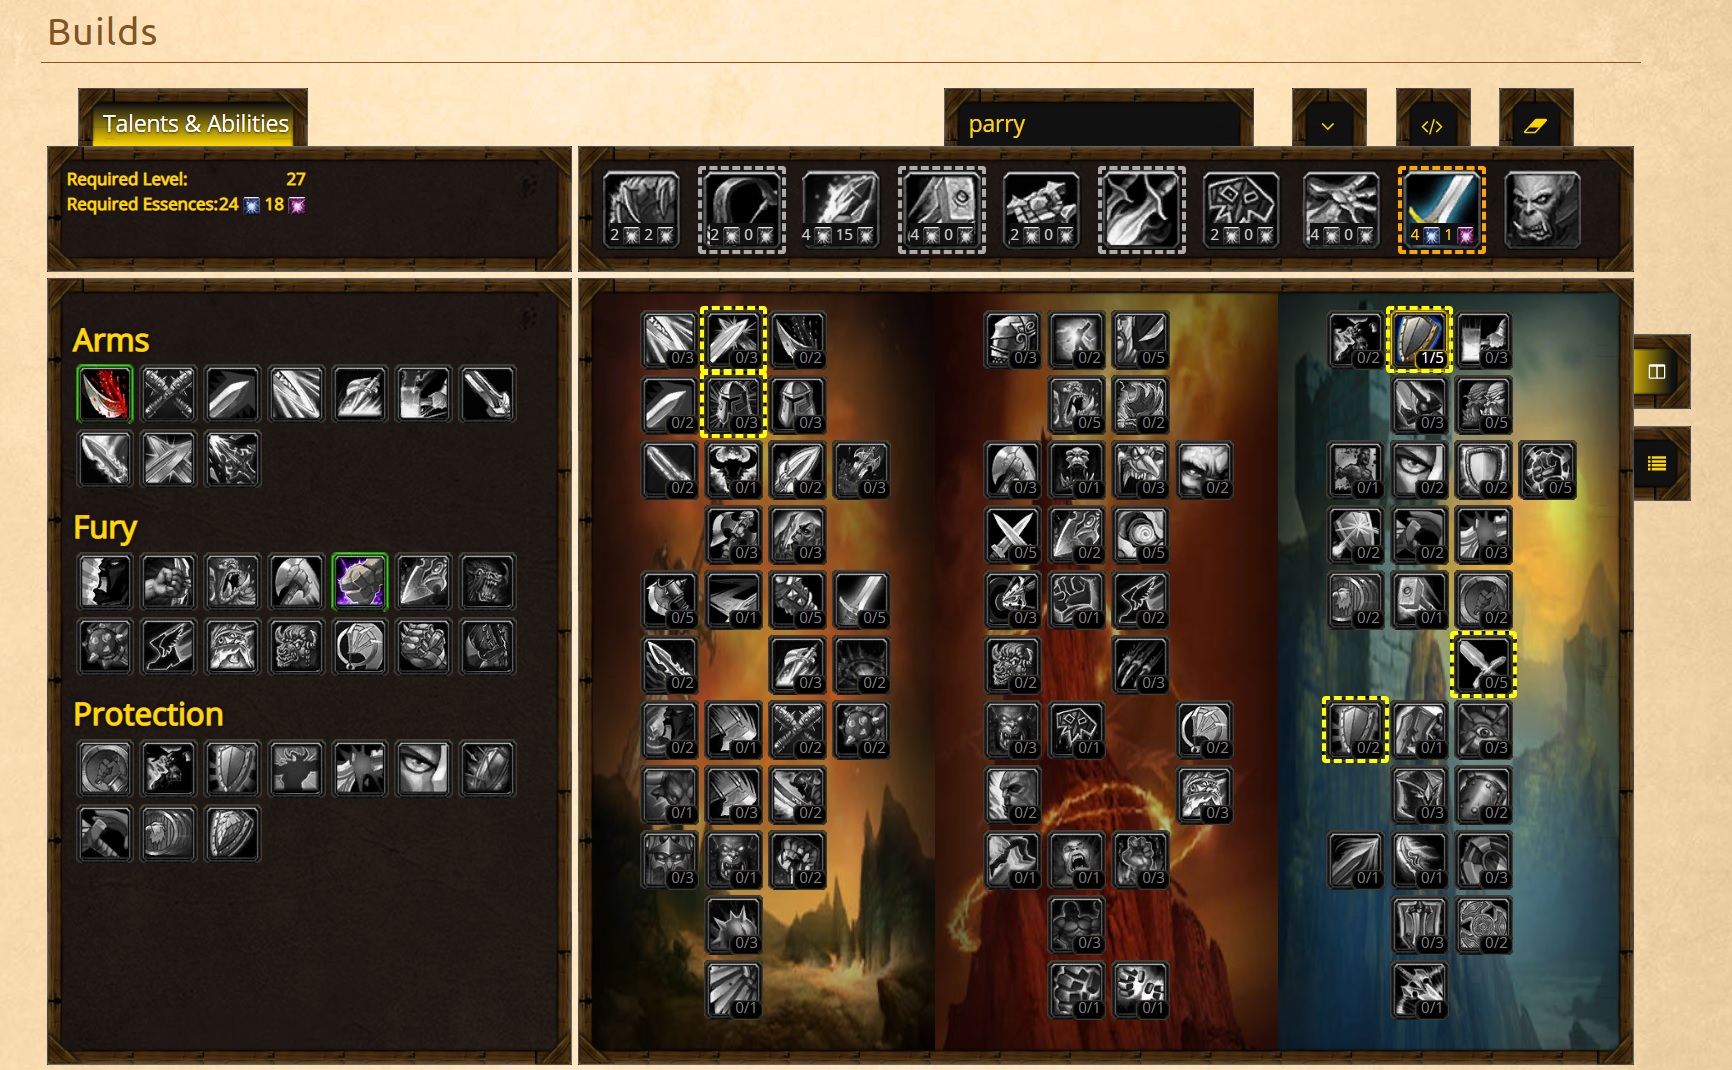 Builds
Talents & Abilities
parry
Required Level: 27
Required Essences:24 18
2 2
2 0
4 15
4 0
2 0
2 0
4 0
4 1
Arms
Fury
Protection
0/3 0/3 0/2 0/3 0/2 0/5 0/2 1/5 0/3
0/2 0/3 0/3 0/5 0/2 0/3 0/5
0/2 0/1 0/2 0/3 0/3 0/1 0/3 0/2 0/1 0/2 0/2 0/5
0/3 0/3 0/5 0/2 0/5 0/2 0/2 0/3
0/5 0/1 0/5 0/5 0/3 0/1 0/2 0/2 0/1 0/2
0/2 0/3 0/2 0/2 0/3 0/5
0/2 0/1 0/2 0/2 0/3 0/1 0/2 0/2 0/1 0/3
0/1 0/3 0/2 0/2 0/3 0/3 0/2
0/3 0/1 0/2 0/1 0/1 0/3 0/1 0/1 0/3
0/3 0/3 0/3 0/2
0/1 0/1 0/1 0/1